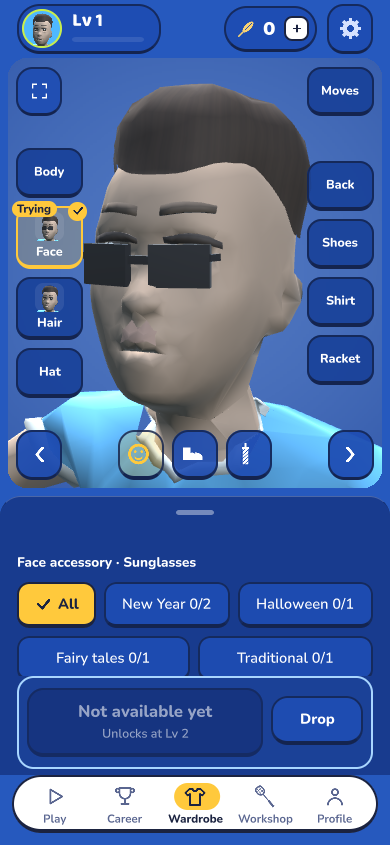 Lv 1
0
+
Moves
Body
Back
Trying
Face
Shoes
Hair
Shirt
Hat
Racket
Face accessory · Sunglasses
All
New Year 0/2
Halloween 0/1
Fairy tales 0/1
Traditional 0/1
Not available yet
Unlocks at Lv 2
Drop
Play
Career
Wardrobe
Workshop
Profile